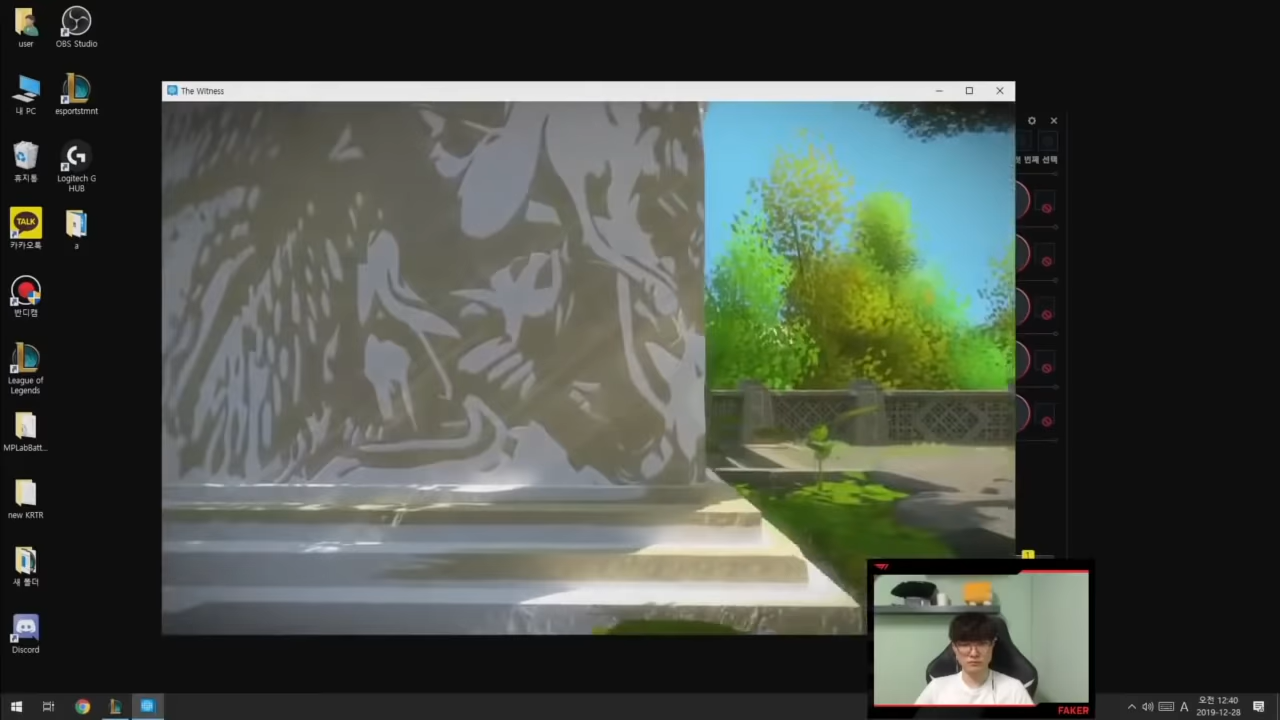 user
OBS Studio
내 PC
esportstmnt
휴지통
Logitech G
HUB
TALK
카카오톡
a
반디캠
League of
Legends
MPLabBatt...
new KRTR
새 폴더
Discord
The Witness
번째 선택
1
FAKER
A
오전 12:40
2019-12-28